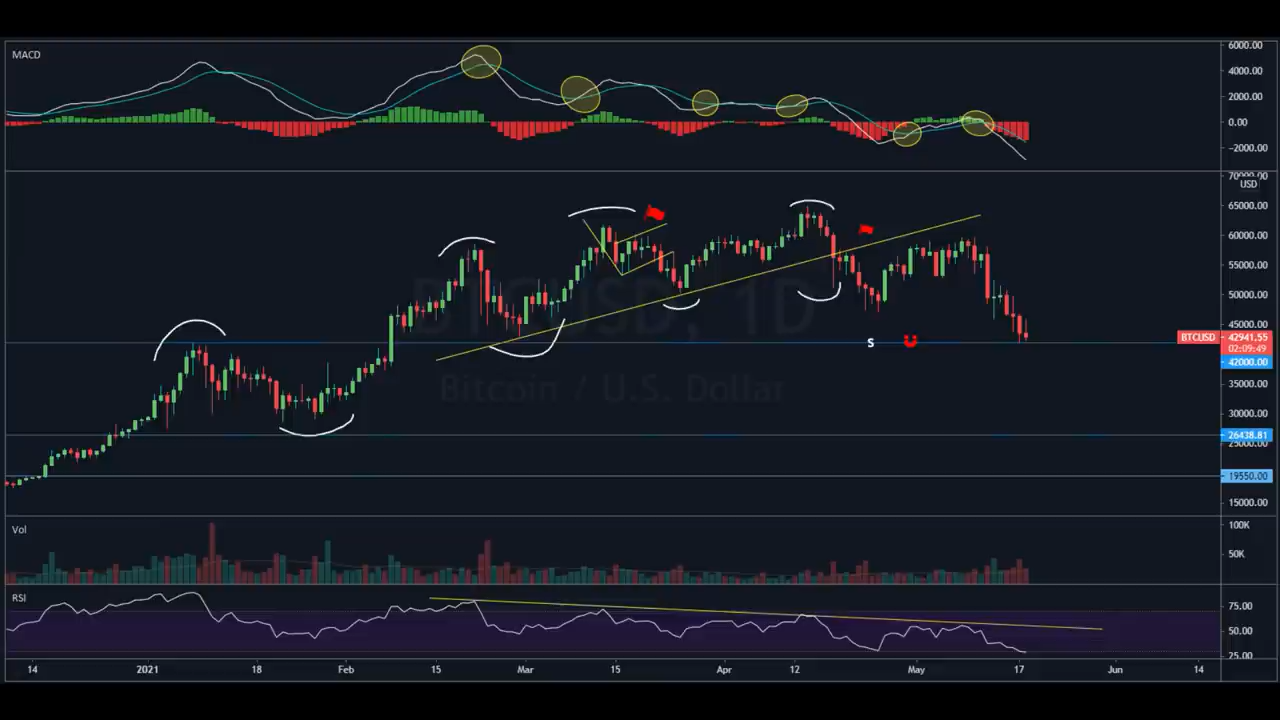 MACD
6000.00
4000.00
2000.00
0.00
−2000.00
70000.00
USD
65000.00
60000.00
55000.00
50000.00
45000.00
BTCUSD 42941.55
02:09:49
42000.00
35000.00
30000.00
26438.81
25000.00
19550.00
15000.00
BTCUSD, 1D
Bitcoin / U.S. Dollar
S
Vol
100K
50K
RSI
75.00
50.00
25.00
14 2021 18 Feb 15 Mar 15 Apr 12 May 17 Jun 14